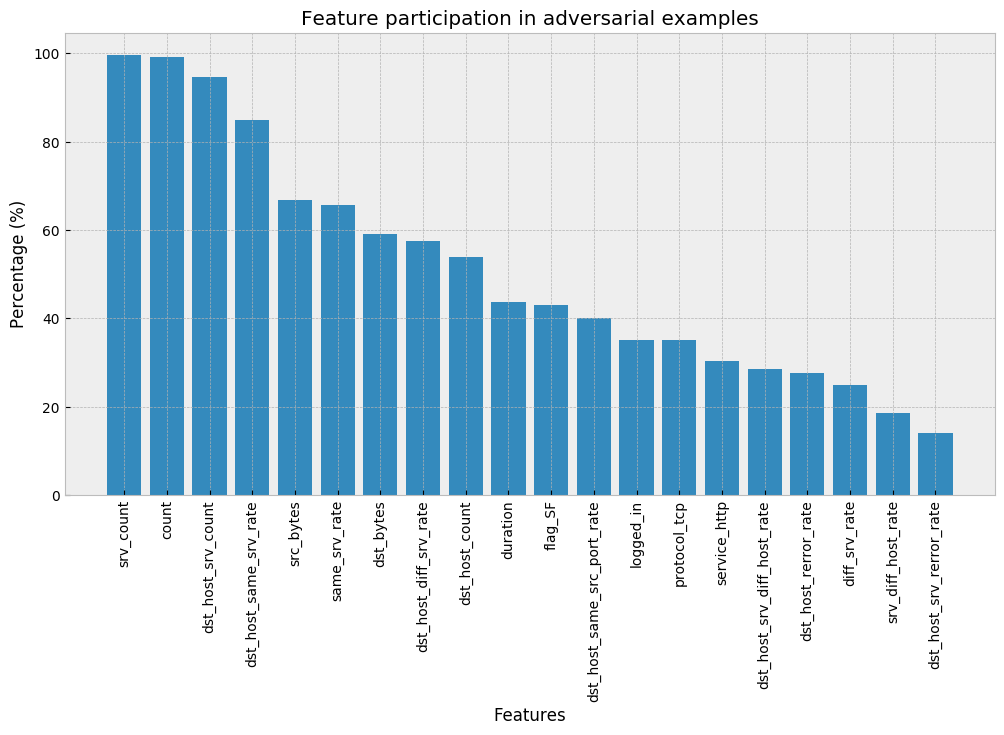 Feature participation in adversarial examples
Percentage (%)
100
80
60
40
20
0
srv_count
count
dst_host_srv_count
dst_host_same_srv_rate
src_bytes
same_srv_rate
dst_bytes
dst_host_diff_srv_rate
dst_host_count
duration
flag_SF
dst_host_same_src_port_rate
logged_in
protocol_tcp
service_http
dst_host_srv_diff_host_rate
dst_host_rerror_rate
diff_srv_rate
srv_diff_host_rate
dst_host_srv_rerror_rate
Features